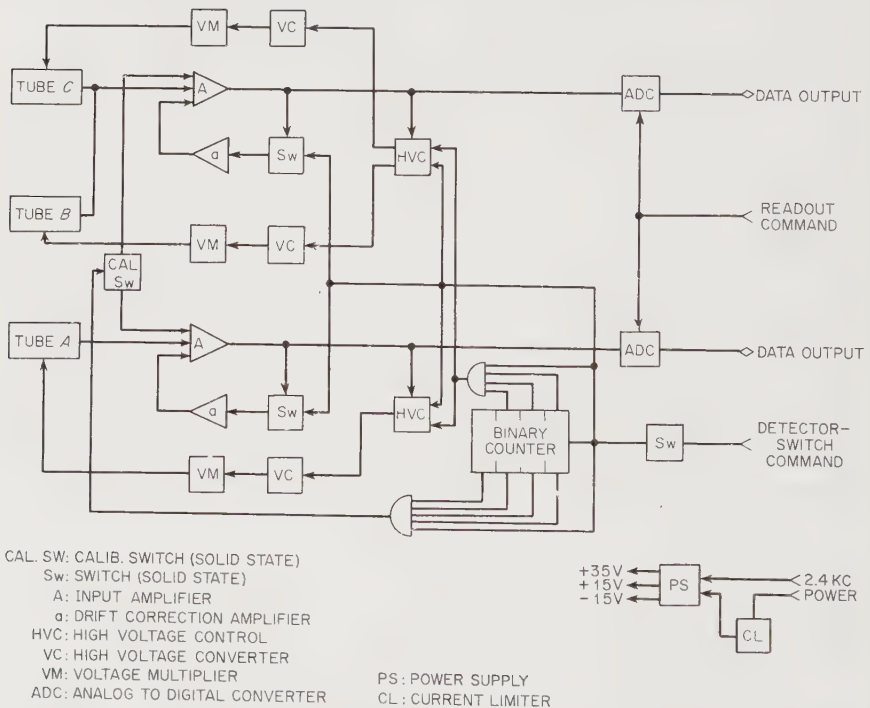 VM
VC
TUBE C
A
ADC
DATA OUTPUT
a
Sw
HVC
TUBE B
READOUT
COMMAND
VM
VC
CAL
Sw
TUBE A
A
ADC
DATA OUTPUT
a
Sw
HVC
BINARY
COUNTER
Sw
DETECTOR-
SWITCH
COMMAND
VM
VC
CAL. SW: CALIB. SWITCH (SOLID STATE)
Sw: SWITCH (SOLID STATE)
A: INPUT AMPLIFIER
a: DRIFT CORRECTION AMPLIFIER
HVC: HIGH VOLTAGE CONTROL
VC: HIGH VOLTAGE CONVERTER
VM: VOLTAGE MULTIPLIER
ADC: ANALOG TO DIGITAL CONVERTER
+35V
+15V
-15V
PS
2.4 KC
POWER
CL
PS: POWER SUPPLY
CL: CURRENT LIMITER